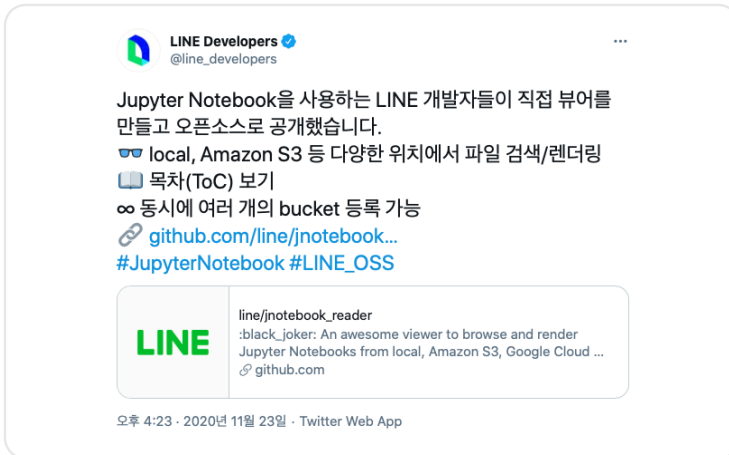 LINE Developers
@line_developers
Jupyter Notebook을 사용하는 LINE 개발자들이 직접 뷰어를
만들고 오픈소스로 공개했습니다.
👓 local, Amazon S3 등 다양한 위치에서 파일 검색/렌더링
📖 목차(ToC) 보기
∞ 동시에 여러 개의 bucket 등록 가능
🔗 github.com/line/jnotebook...
#JupyterNotebook #LINE_OSS
LINE
line/jnotebook_reader
:black_joker: An awesome viewer to browse and render
Jupyter Notebooks from local, Amazon S3, Google Cloud ...
github.com
오후 4:23 · 2020년 11월 23일 · Twitter Web App